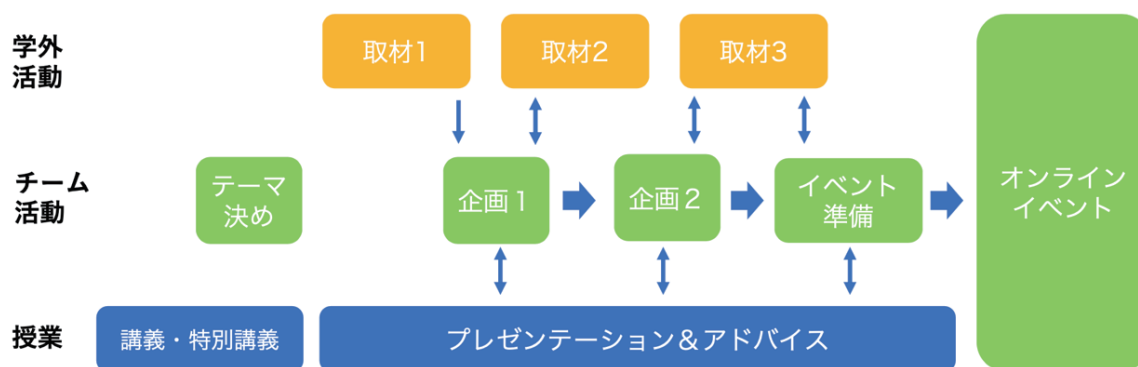 学外
活動
取材1
取材2
取材3
チーム
活動
テーマ
決め
企画１
企画２
イベント
準備
オンライン
イベント
授業
講義・特別講義
プレゼンテーション＆アドバイス